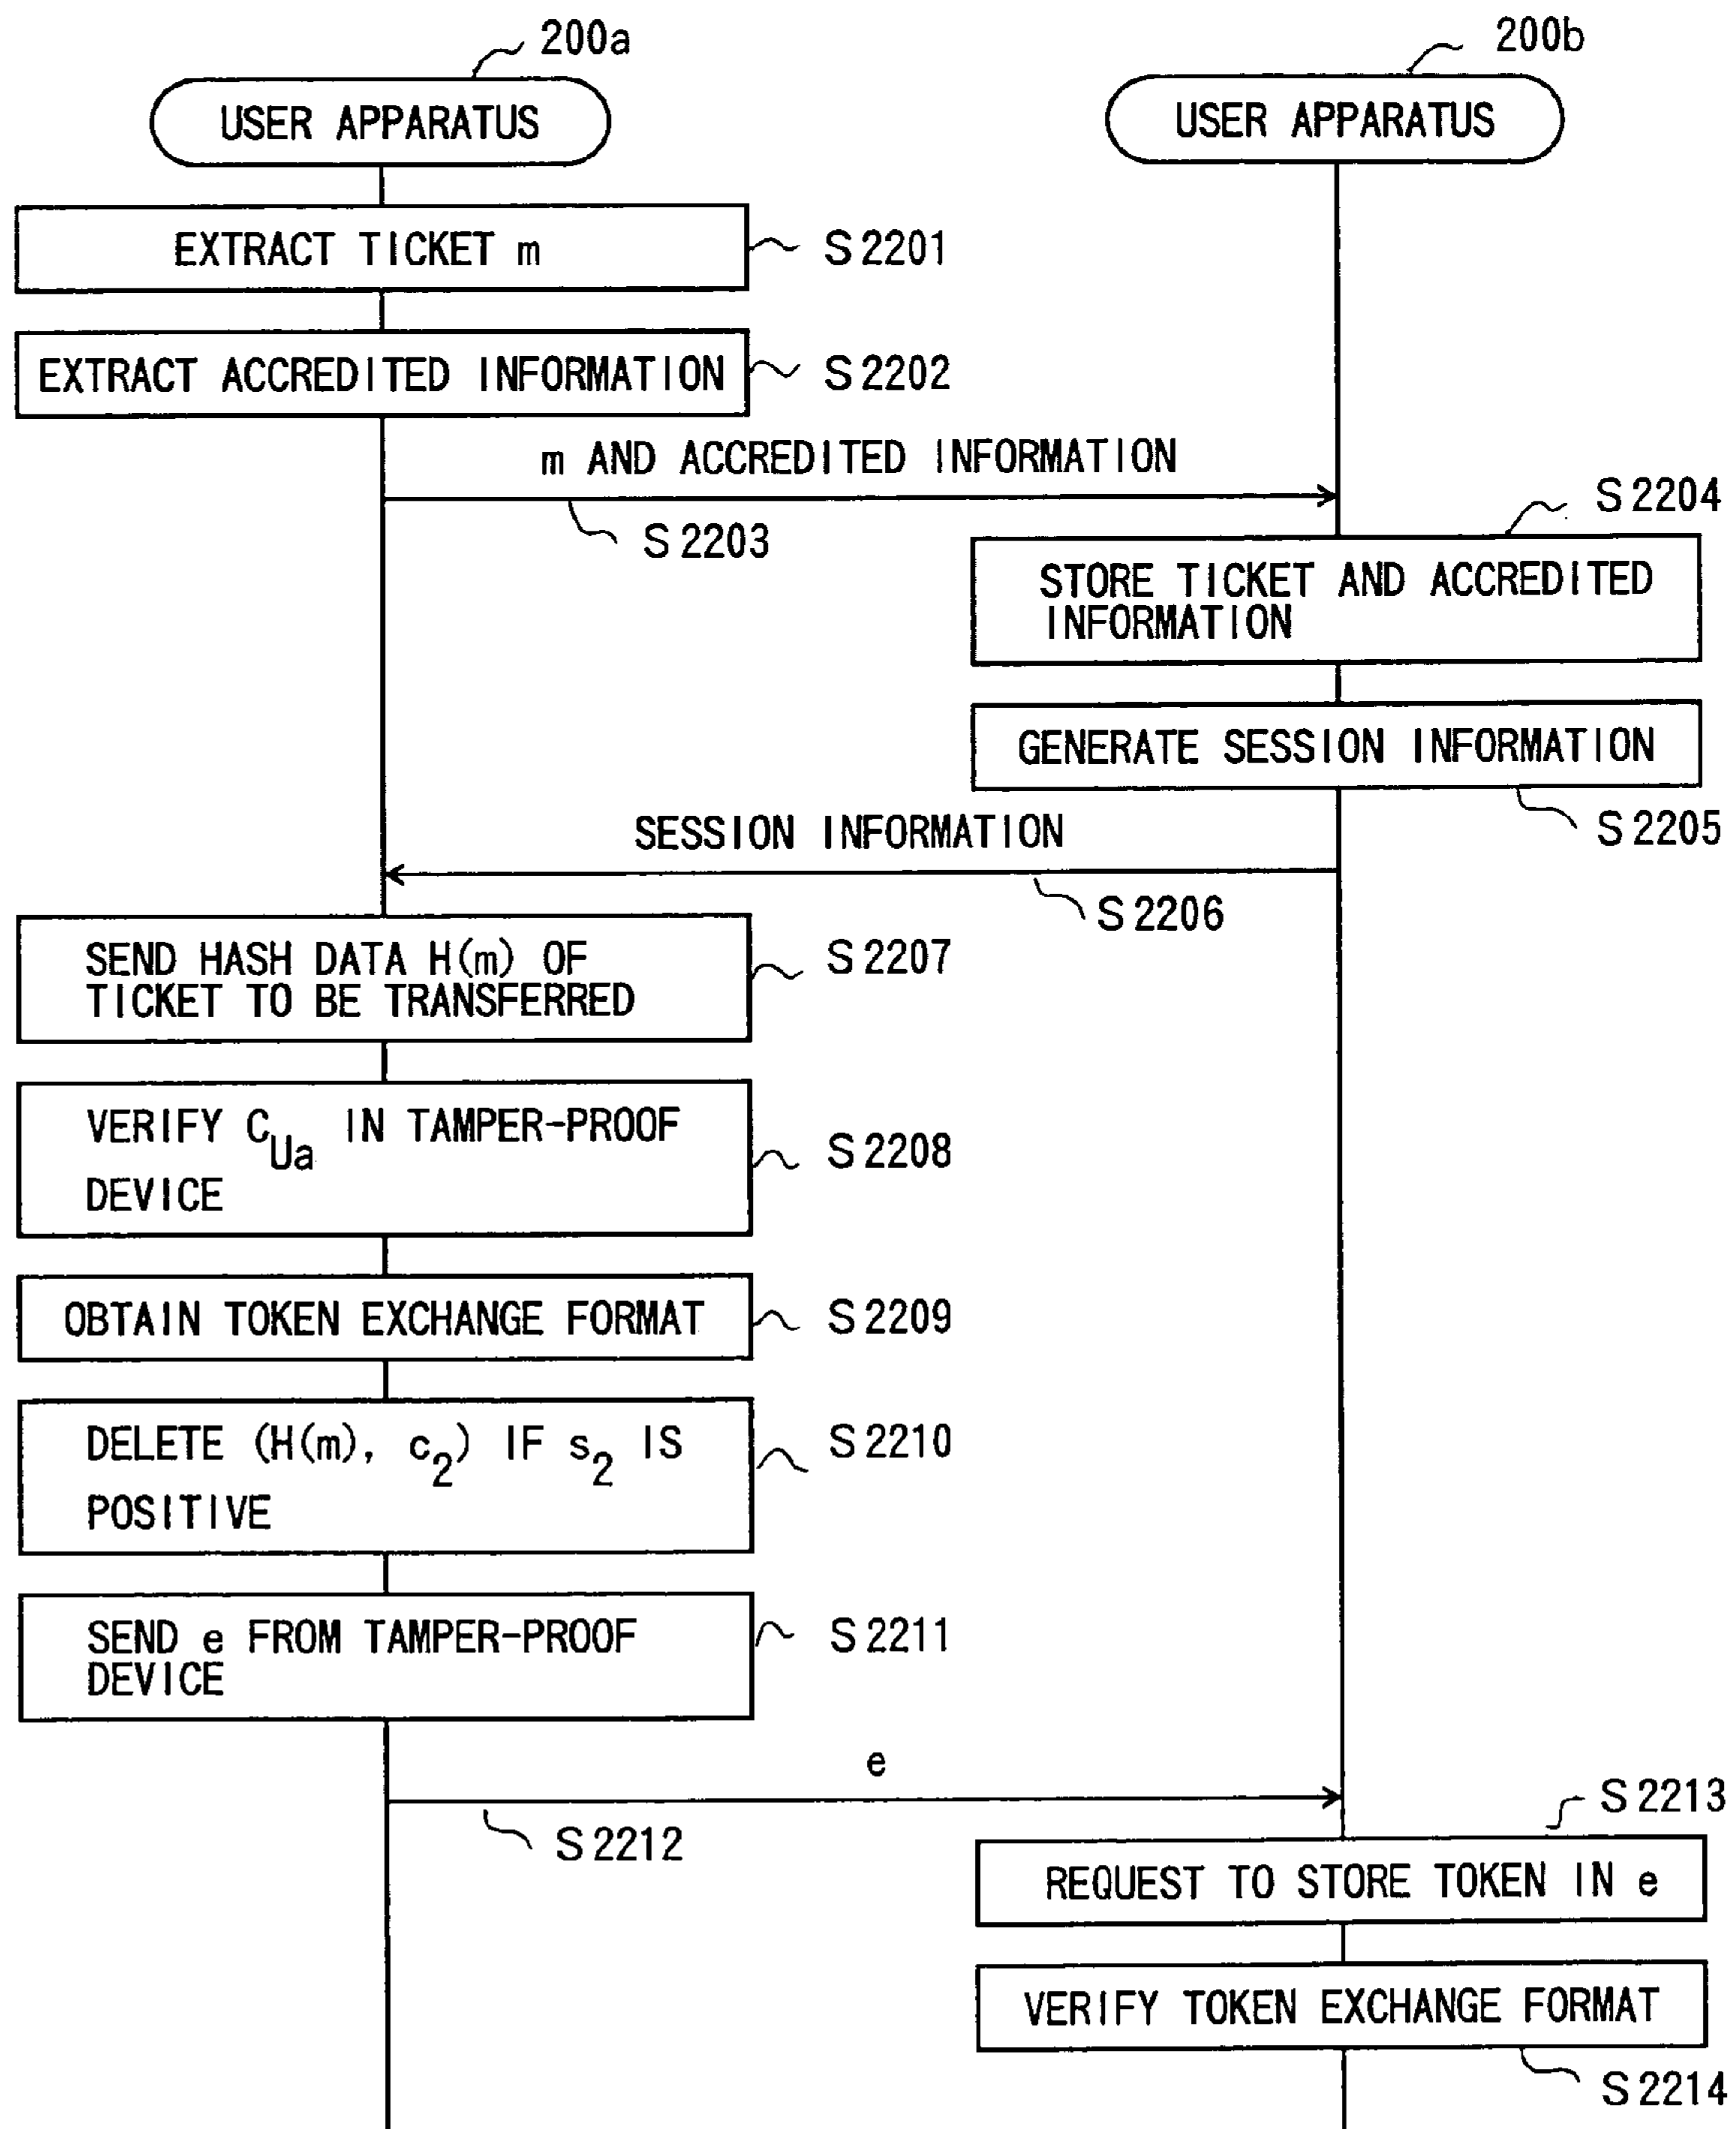 200a
200b
USER APPARATUS
USER APPARATUS
EXTRACT TICKET m
S2201
EXTRACT ACCREDITED INFORMATION
S2202
m AND ACCREDITED INFORMATION
S2203
S2204
STORE TICKET AND ACCREDITED
INFORMATION
GENERATE SESSION INFORMATION
S2205
SESSION INFORMATION
S2206
SEND HASH DATA H(m) OF
TICKET TO BE TRANSFERRED
S2207
VERIFY C_Ua IN TAMPER-PROOF
DEVICE
S2208
OBTAIN TOKEN EXCHANGE FORMAT
S2209
DELETE (H(m), c_2) IF s_2 IS
POSITIVE
S2210
SEND e FROM TAMPER-PROOF
DEVICE
S2211
e
S2212
S2213
REQUEST TO STORE TOKEN IN e
VERIFY TOKEN EXCHANGE FORMAT
S2214